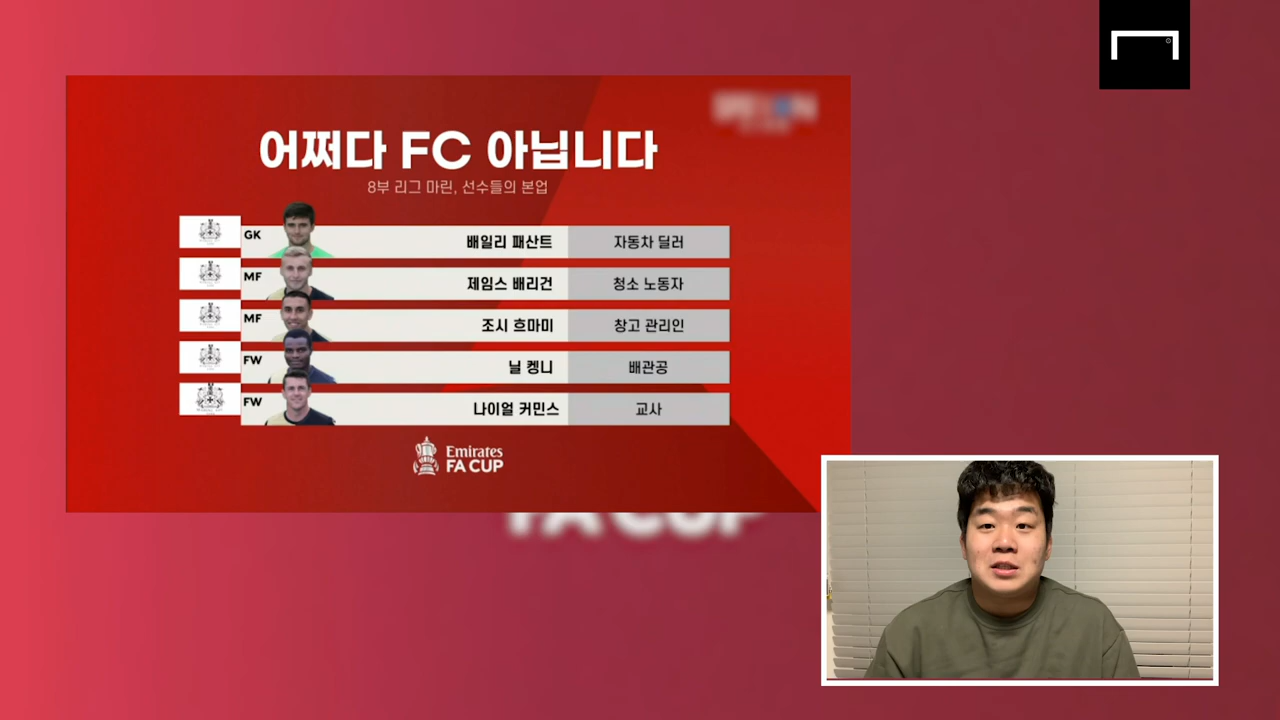 어쩌다 FC 아닙니다
8부 리그 마린, 선수들의 본업
GK 배일리 패산트 자동차 딜러
MF 제임스 배리건 청소 노동자
MF 조시 흐마미 창고 관리인
FW 닐 켕니 배관공
FW 나이얼 커민스 교사
Emirates
FA CUP
FA CUP